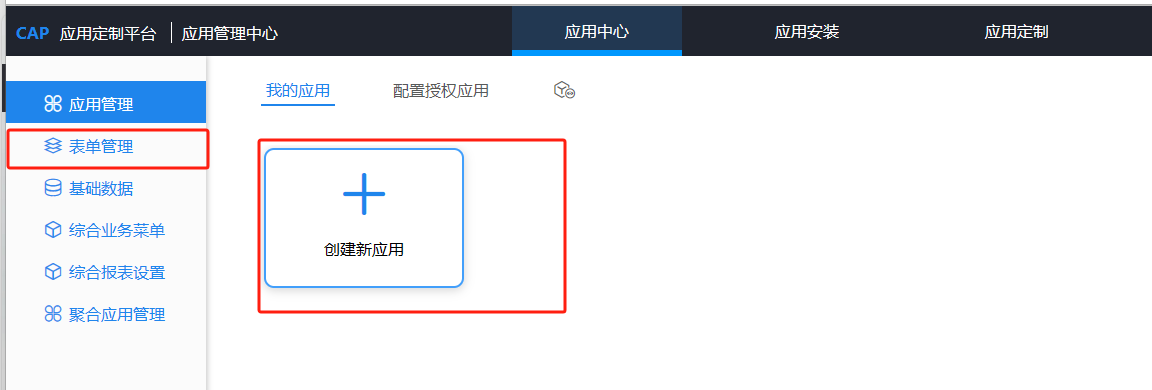 CAP 应用定制平台 应用管理中心 应用中心 应用安装 应用定制
应用管理
表单管理
基础数据
综合业务菜单
综合报表设置
聚合应用管理
我的应用 配置授权应用
创建新应用